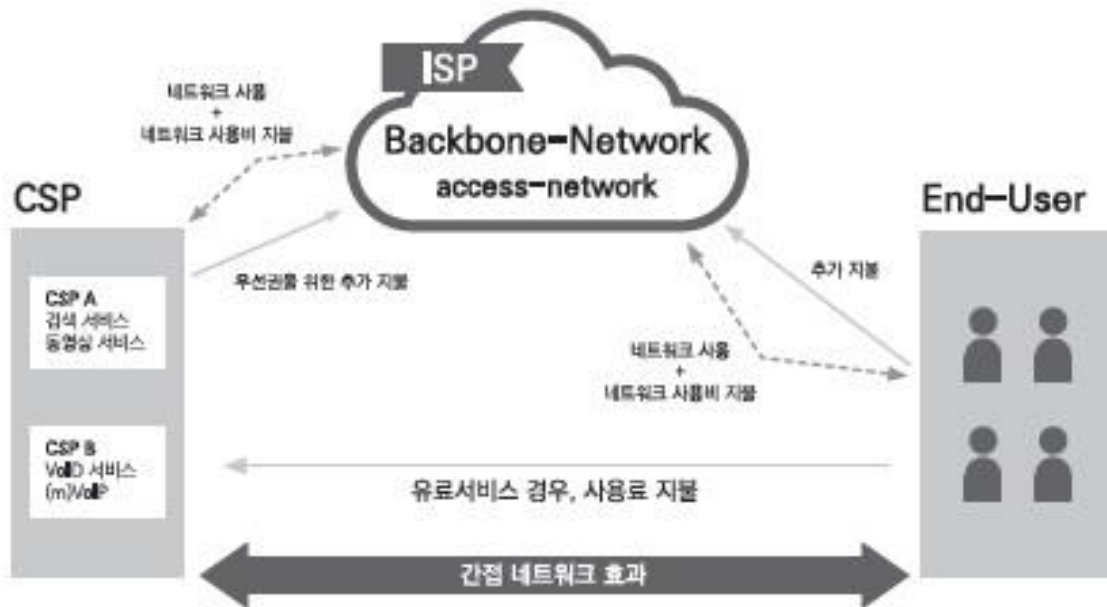 ISP
네트워크 사용
+
네트워크 사용비 지불
Backbone-Network
access-network
CSP
End-User
우선권을 위한 추가 지불
추가 지불
CSP A
검색 서비스
동영상 서비스
네트워크 사용
+
네트워크 사용비 지불
CSP B
VoID 서비스
(m)VoIP
유료서비스 경우, 사용료 지불
간접 네트워크 효과